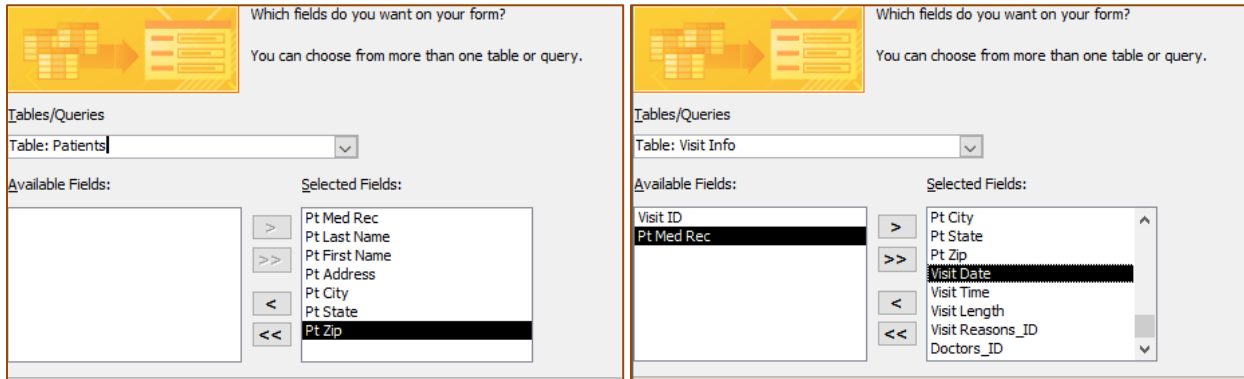 Which fields do you want on your form?
You can choose from more than one table or query.
Tables/Queries
Table: Patients
Available Fields:
Selected Fields:
>
>>
<
<<
Pt Med Rec
Pt Last Name
Pt First Name
Pt Address
Pt City
Pt State
Pt Zip
Which fields do you want on your form?
You can choose from more than one table or query.
Tables/Queries
Table: Visit Info
Available Fields:
Selected Fields:
Visit ID
Pt Med Rec
>
>>
<
<<
Pt City
Pt State
Pt Zip
Visit Date
Visit Time
Visit Length
Visit Reasons_ID
Doctors_ID